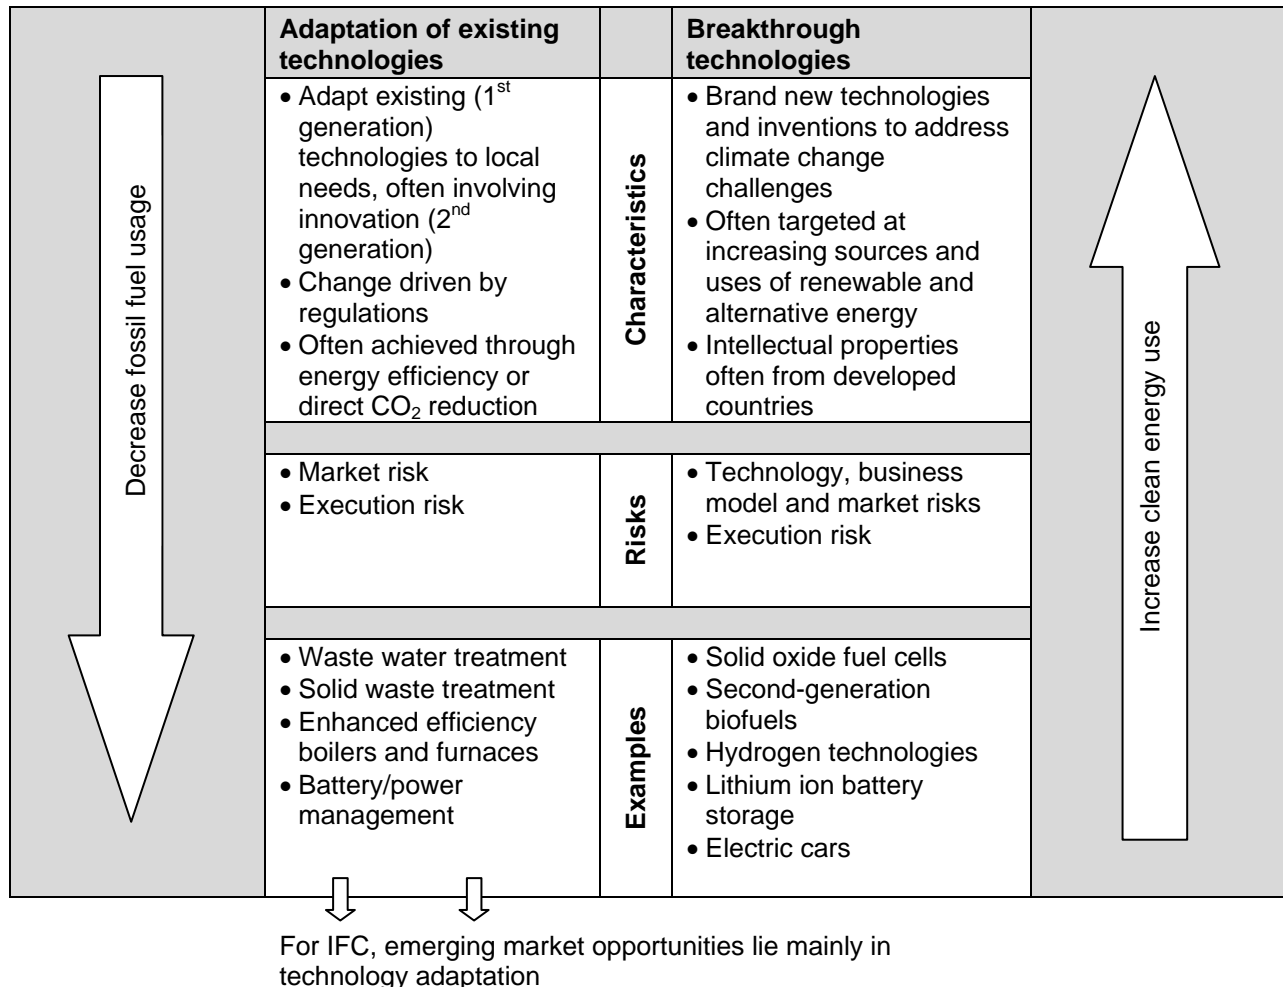 Decrease fossil fuel usage
Adaptation of existing
technologies
• Adapt existing (1st
generation)
technologies to local
needs, often involving
innovation (2nd
generation)
• Change driven by
regulations
• Often achieved through
energy efficiency or
direct CO2 reduction
Characteristics
Breakthrough
technologies
• Brand new technologies
and inventions to address
climate change
challenges
• Often targeted at
increasing sources and
uses of renewable and
alternative energy
• Intellectual properties
often from developed
countries
• Market risk
• Execution risk
Risks
• Technology, business
model and market risks
• Execution risk
• Waste water treatment
• Solid waste treatment
• Enhanced efficiency
boilers and furnaces
• Battery/power
management
Examples
• Solid oxide fuel cells
• Second-generation
biofuels
• Hydrogen technologies
• Lithium ion battery
storage
• Electric cars
Increase clean energy use
For IFC, emerging market opportunities lie mainly in
technology adaptation